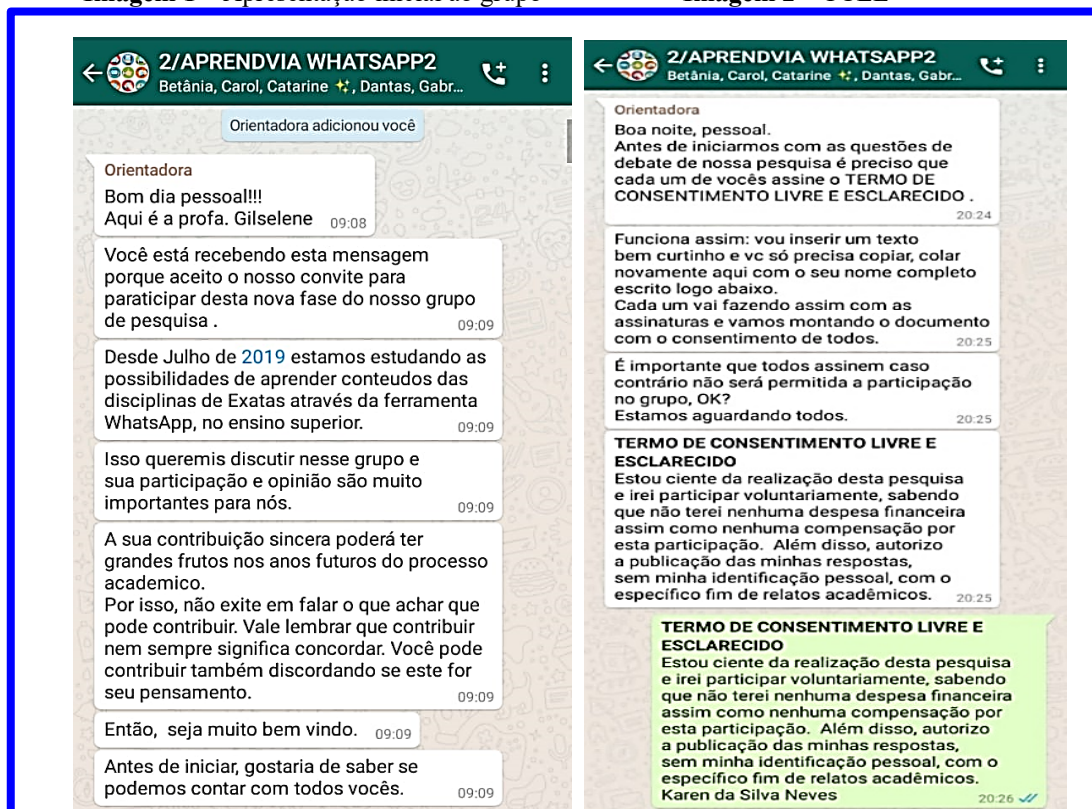 2/APRENDVIA WHATSAPP2
Betânia, Carol, Catarine ✨, Dantas, Gabr...
Orientadora adicionou você
Orientadora
Bom dia pessoal!!!
Aqui é a profa. Gilselene 09:08
Você está recebendo esta mensagem
porque aceito o nosso convite para
paraticipar desta nova fase do nosso grupo
de pesquisa . 09:09
Desde Julho de 2019 estamos estudando as
possibilidades de aprender conteudos das
disciplinas de Exatas através da ferramenta
WhatsApp, no ensino superior. 09:09
Isso queremis discutir nesse grupo e
sua participação e opinião são muito
importantes para nós. 09:09
A sua contribuição sincera poderá ter
grandes frutos nos anos futuros do processo
academico.
Por isso, não exite em falar o que achar que
pode contribuir. Vale lembrar que contribuir
nem sempre significa concordar. Você pode
contribuir também discordando se este for
seu pensamento. 09:09
Então, seja muito bem vindo. 09:09
Antes de iniciar, gostaria de saber se
podemos contar com todos vocês. 09:09
2/APRENDVIA WHATSAPP2
Betânia, Carol, Catarine ✨, Dantas, Gabr...
Orientadora
Boa noite, pessoal.
Antes de iniciarmos com as questões de
debate de nossa pesquisa é preciso que
cada um de vocês assine o TERMO DE
CONSENTIMENTO LIVRE E ESCLARECIDO .
20:24
Funciona assim: vou inserir um texto
bem curtinho e vc só precisa copiar, colar
novamente aqui com o seu nome completo
escrito logo abaixo.
Cada um vai fazendo assim com as
assinaturas e vamos montando o documento
com o consentimento de todos. 20:25
É importante que todos assinem caso
contrário não será permitida a participação
no grupo, OK?
Estamos aguardando todos. 20:25
TERMO DE CONSENTIMENTO LIVRE E
ESCLARECIDO
Estou ciente da realização desta pesquisa
e irei participar voluntariamente, sabendo
que não terei nenhuma despesa financeira
assim como nenhuma compensação por
esta participação. Além disso, autorizo
a publicação das minhas respostas,
sem minha identificação pessoal, com o
específico fim de relatos acadêmicos. 20:25
TERMO DE CONSENTIMENTO LIVRE E
ESCLARECIDO
Estou ciente da realização desta pesquisa
e irei participar voluntariamente, sabendo
que não terei nenhuma despesa financeira
assim como nenhuma compensação por
esta participação. Além disso, autorizo
a publicação das minhas respostas,
sem minha identificação pessoal, com o
específico fim de relatos acadêmicos.
Karen da Silva Neves 20:26